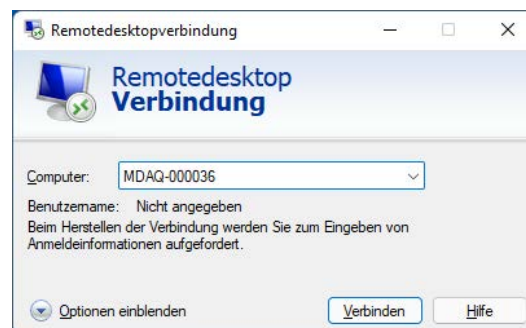 Remotedesktopverbindung
Remotedesktop
Verbindung
Computer: MDAQ-000036
Benutzername: Nicht angegeben
Beim Herstellen der Verbindung werden Sie zum Eingeben von
Anmeldeinformationen aufgefordert.
Optionen einblenden Verbinden Hilfe